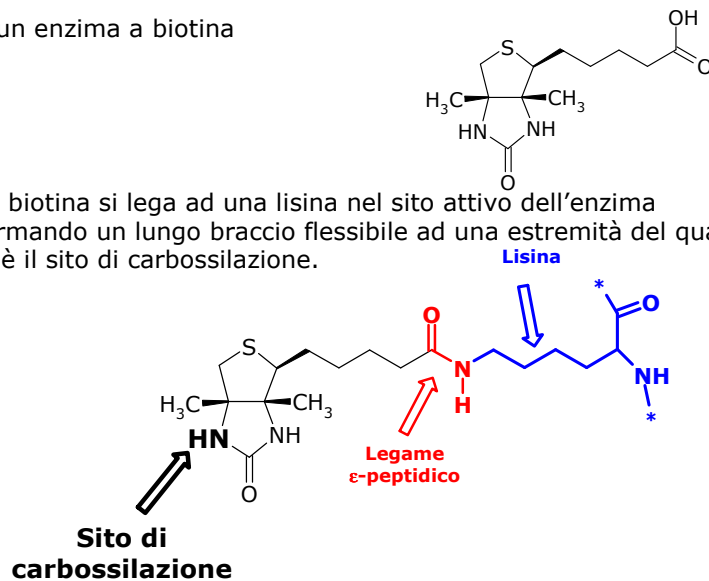 un enzima a biotina
OH
S
O
H₃C
CH₃
HN
NH
O
biotina si lega ad una lisina nel sito attivo dell'enzima
rmando un lungo braccio flessibile ad una estremità del qua
è il sito di carbossilazione.
Lisina
*
O
O
S
N
H
NH
*
H₃C
CH₃
HN
NH
O
Legame
ε-peptidico
Sito di
carbossilazione